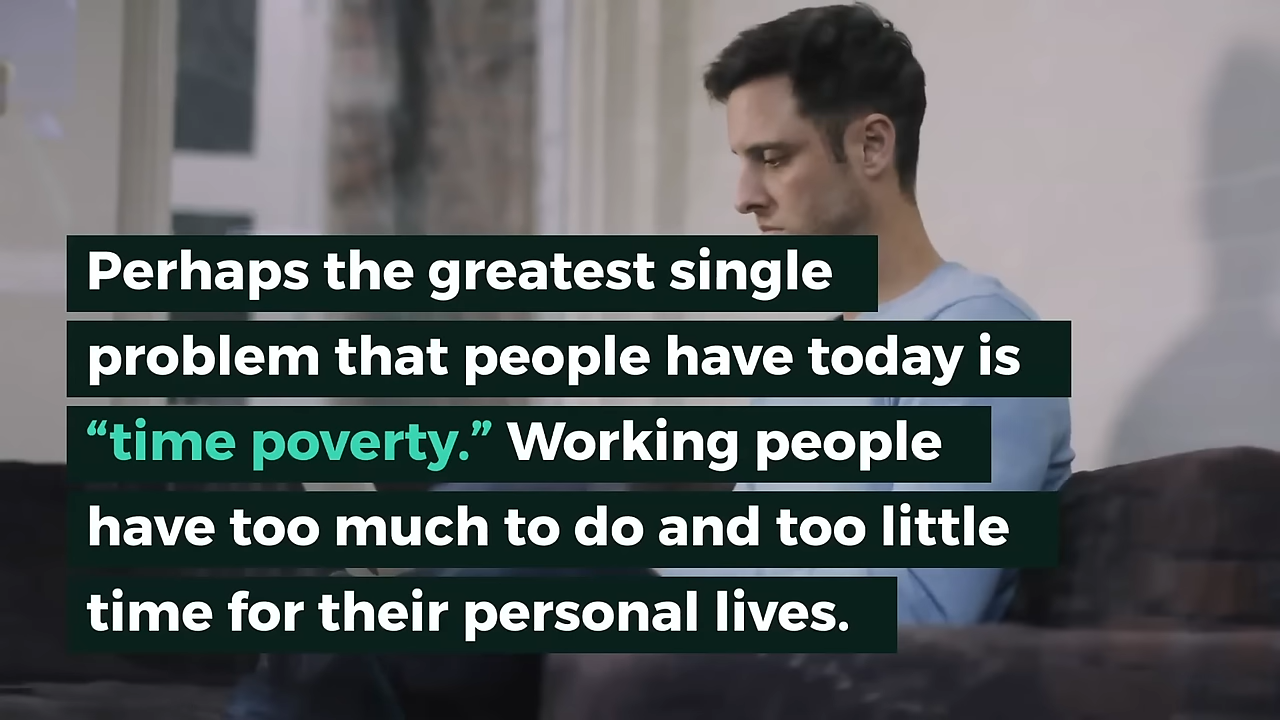 Perhaps the greatest single
problem that people have today is
“time poverty.” Working people
have too much to do and too little
time for their personal lives.